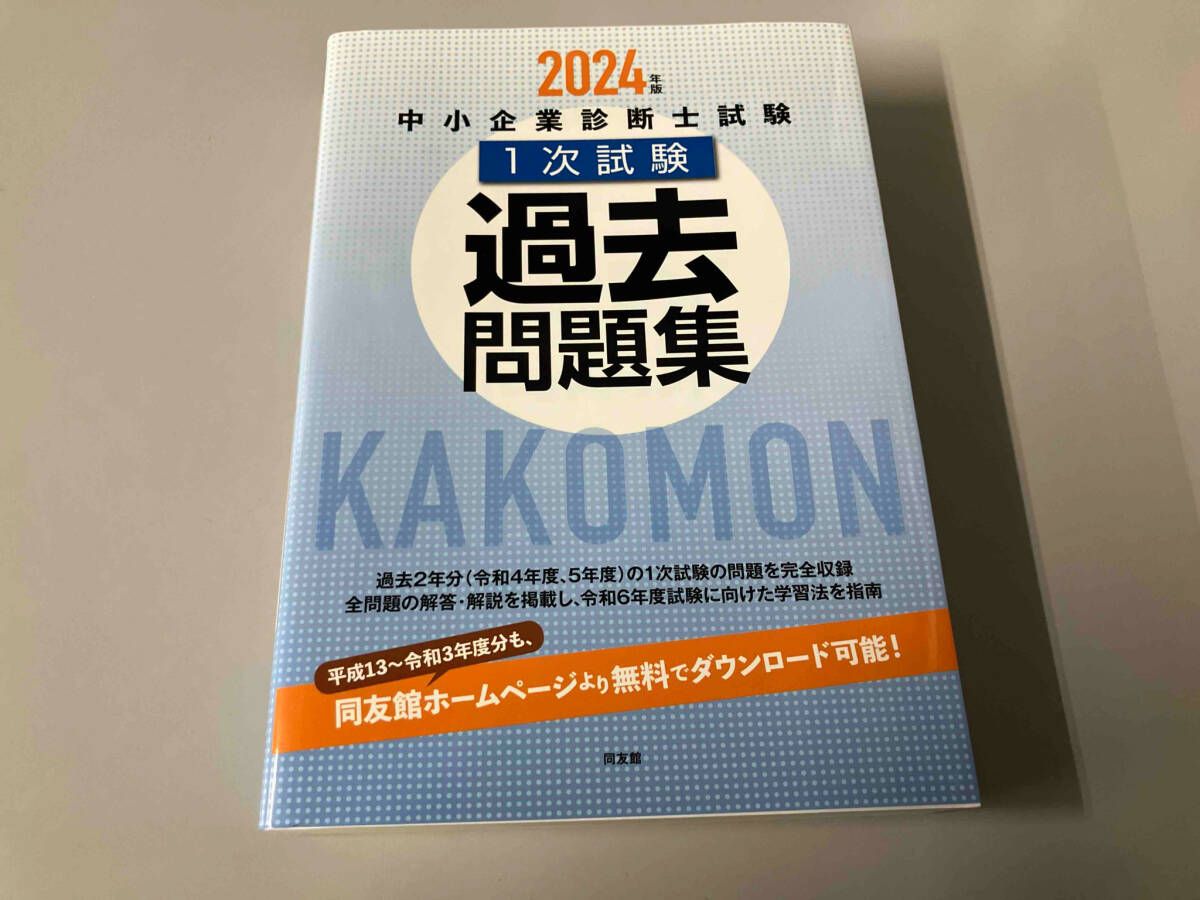 2024年版
中小企業診断士試験
1次試験
過去
問題集
KAKOMON
過去2年分(令和4年度、5年度)の1次試験の問題を完全収録
全問題の解答・解説を掲載し、令和6年度試験に向けた学習法を指南
平成13〜令和3年度分も、
同友館ホームページより無料でダウンロード可能!
同友館